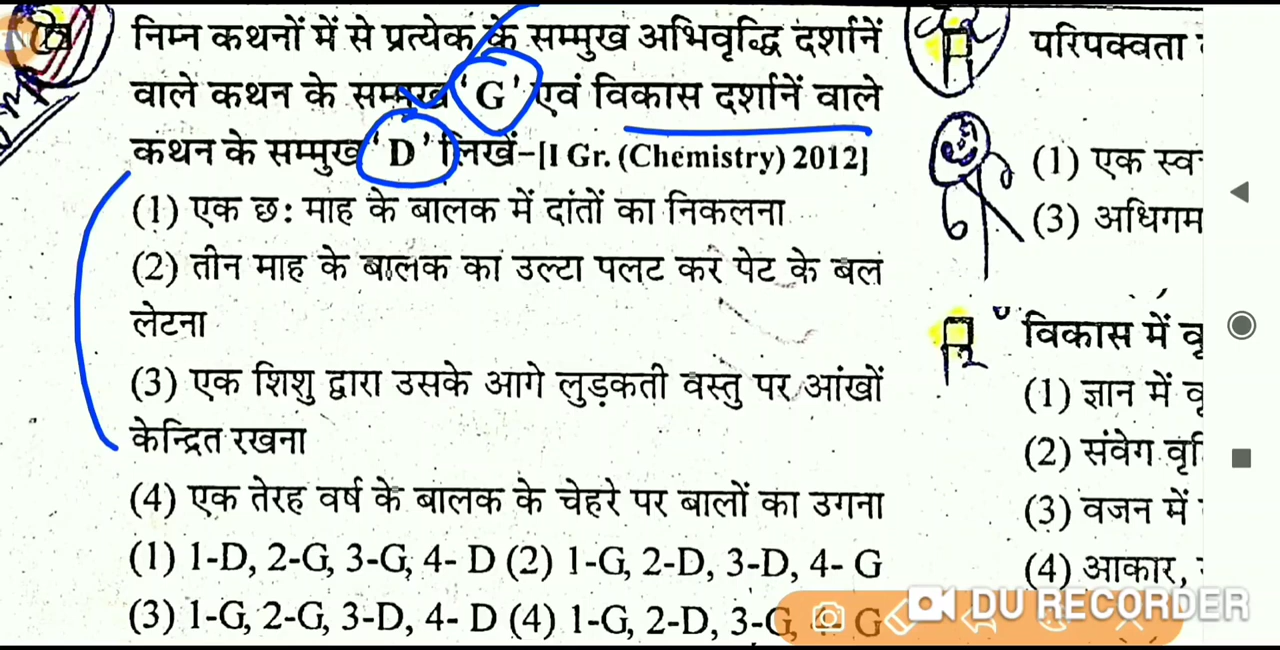 निम्न कथनों में से प्रत्येक के सम्मुख अभिवृद्धि दर्शानें
वाले कथन के सम्मुख 'G' एवं विकास दर्शानें वाले
कथन के सम्मुख 'D' लिखें–[I Gr. (Chemistry) 2012]
(1) एक छ: माह के बालक में दांतों का निकलना
(2) तीन माह के बालक का उल्टा पलट कर पेट के बल
लेटना
(3) एक शिशु द्वारा उसके आगे लुड़कती वस्तु पर आंखों
केन्द्रित रखना
(4) एक तेरह वर्ष के बालक के चेहरे पर बालों का उगना
(1) 1-D, 2-G, 3-G, 4- D (2) 1-G, 2-D, 3-D, 4- G
(3) 1-G, 2-G, 3-D, 4- D (4) 1-G, 2-D, 3-G, 4- G
परिपक्वता
(1) एक
(3) अधिगम
विकास में
(1) ज्ञान में
(2) संवेग
(3) वजन में
(4) आकार,
DU RECORDER